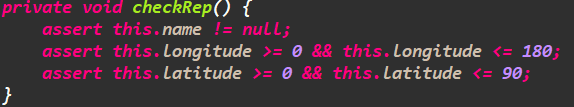 private void checkRep() {
    assert this.name != null;
    assert this.longitude >= 0 && this.longitude <= 180;
    assert this.latitude >= 0 && this.latitude <= 90;
}